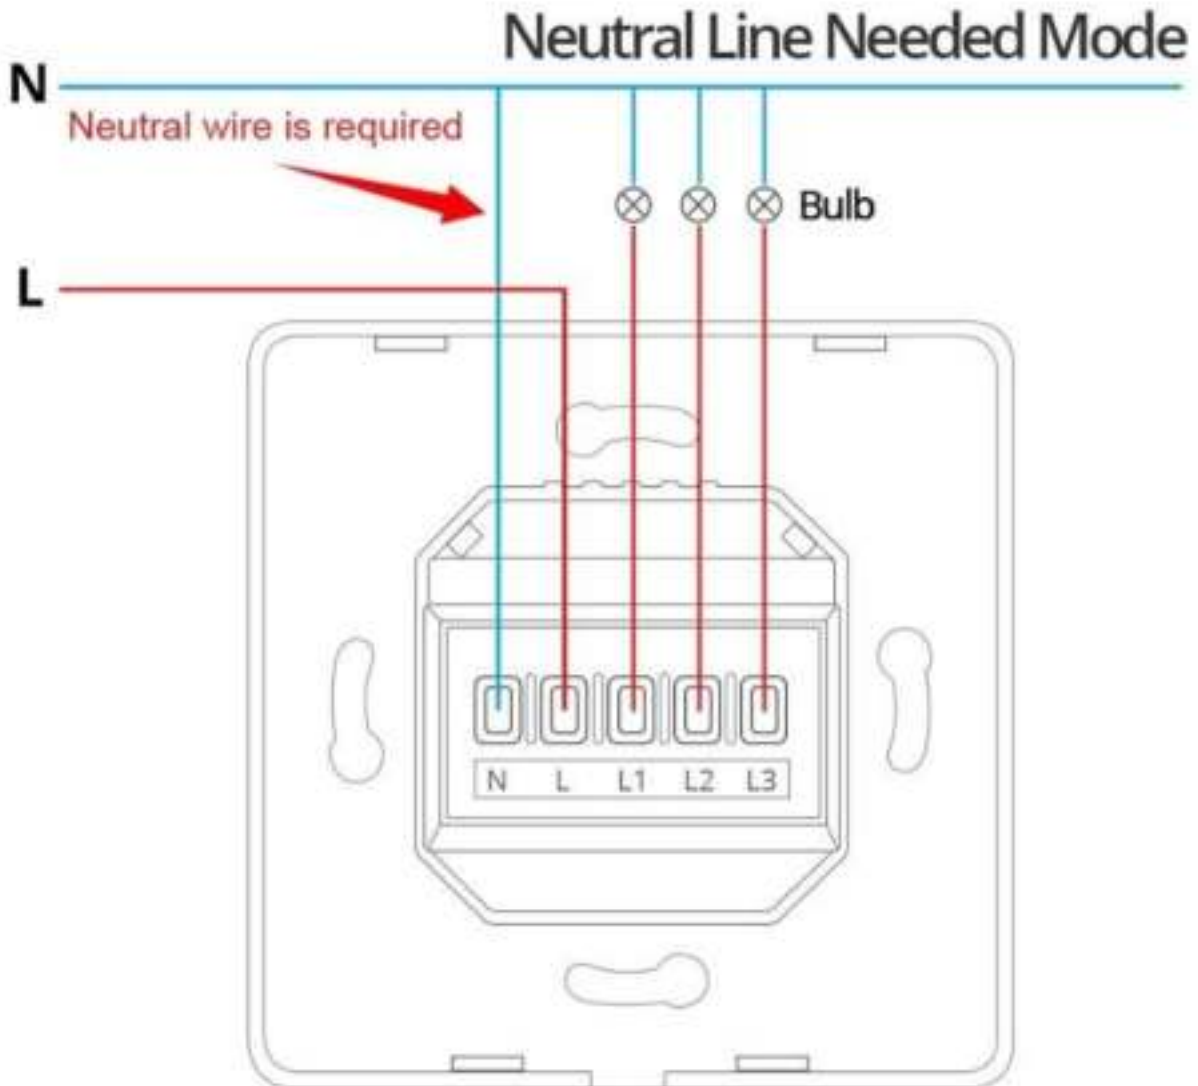 Neutral Line Needed Mode
N
Neutral wire is required
Bulb
L
N L L1 L2 L3